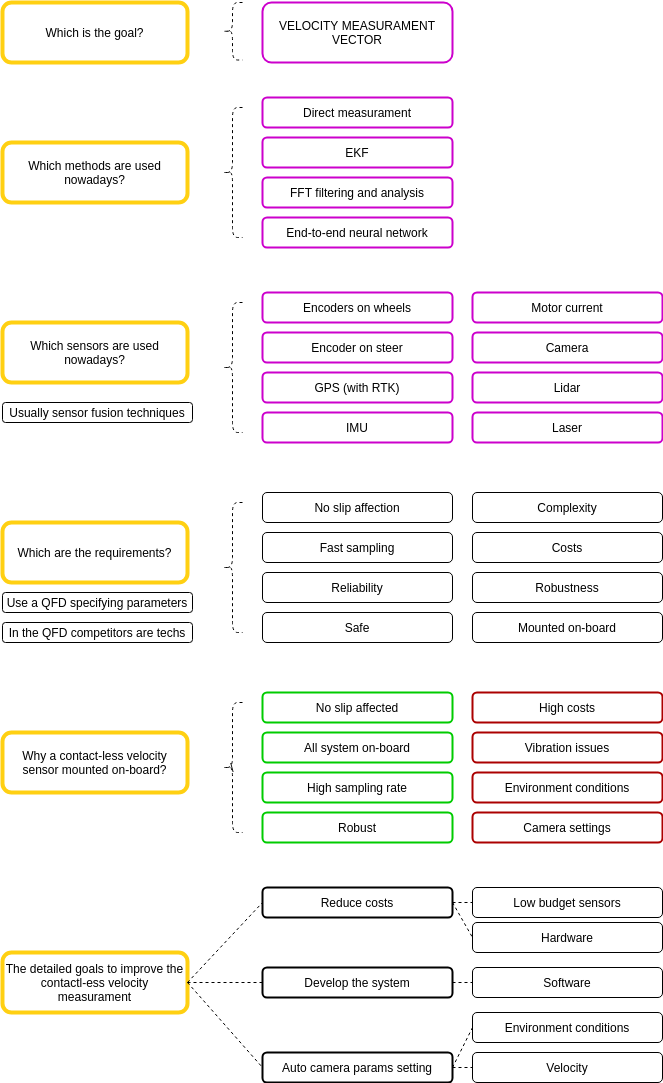 Which is the goal?
VELOCITY MEASURAMENT
VECTOR
Which methods are used
nowadays?
Direct measurament
EKF
FFT filtering and analysis
End-to-end neural network
Which sensors are used
nowadays?
Usually sensor fusion techniques
Encoders on wheels
Motor current
Encoder on steer
Camera
GPS (with RTK)
Lidar
IMU
Laser
Which are the requirements?
Use a QFD specifying parameters
In the QFD competitors are techs
No slip affection
Complexity
Fast sampling
Costs
Reliability
Robustness
Safe
Mounted on-board
Why a contact-less velocity
sensor mounted on-board?
No slip affected
High costs
All system on-board
Vibration issues
High sampling rate
Environment conditions
Robust
Camera settings
The detailed goals to improve the
contactl-ess velocity
measurament
Reduce costs
Low budget sensors
Hardware
Develop the system
Software
Auto camera params setting
Environment conditions
Velocity